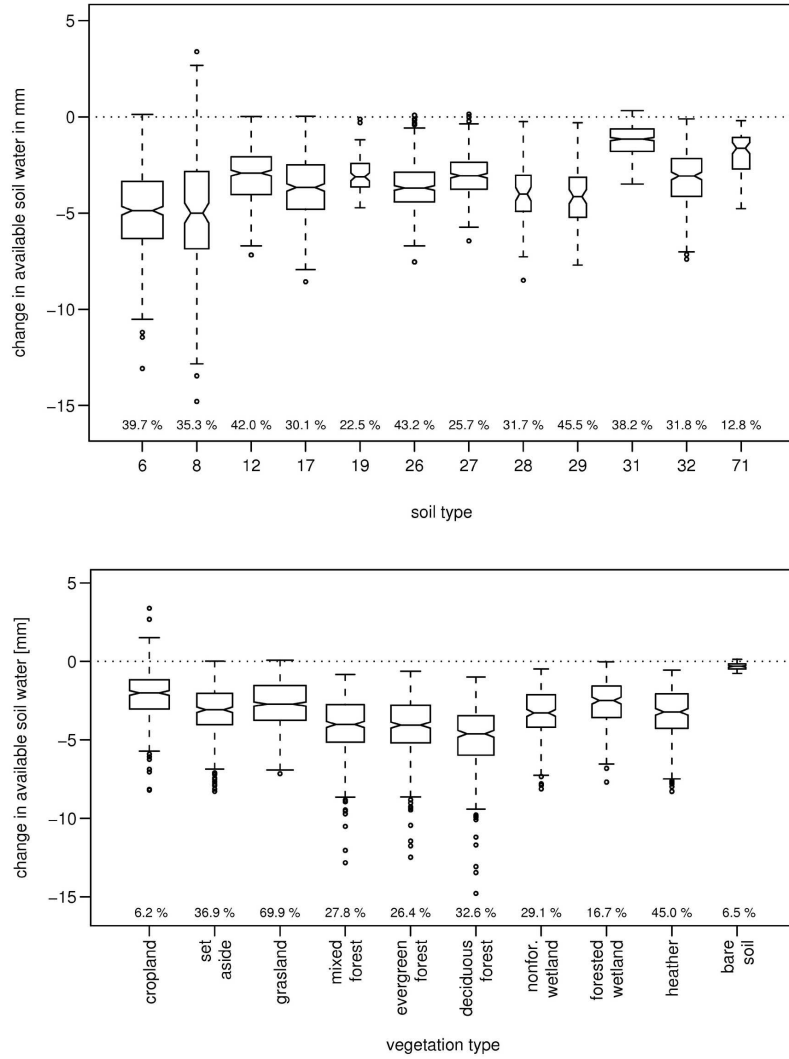 5
0
−5
−10
−15
change in available soil water in mm
39.7 % 35.3 % 42.0 % 30.1 % 22.5 % 43.2 % 25.7 % 31.7 % 45.5 % 38.2 % 31.8 % 12.8 %
6 8 12 17 19 26 27 28 29 31 32 71
soil type
5
0
−5
−10
−15
change in available soil water [mm]
6.2 % 36.9 % 69.9 % 27.8 % 26.4 % 32.6 % 29.1 % 16.7 % 45.0 % 6.5 %
cropland
set
aside
grasland
mixed
forest
evergreen
forest
deciduous
forest
nonfor.
wetland
forested
wetland
heather
bare
soil
vegetation type